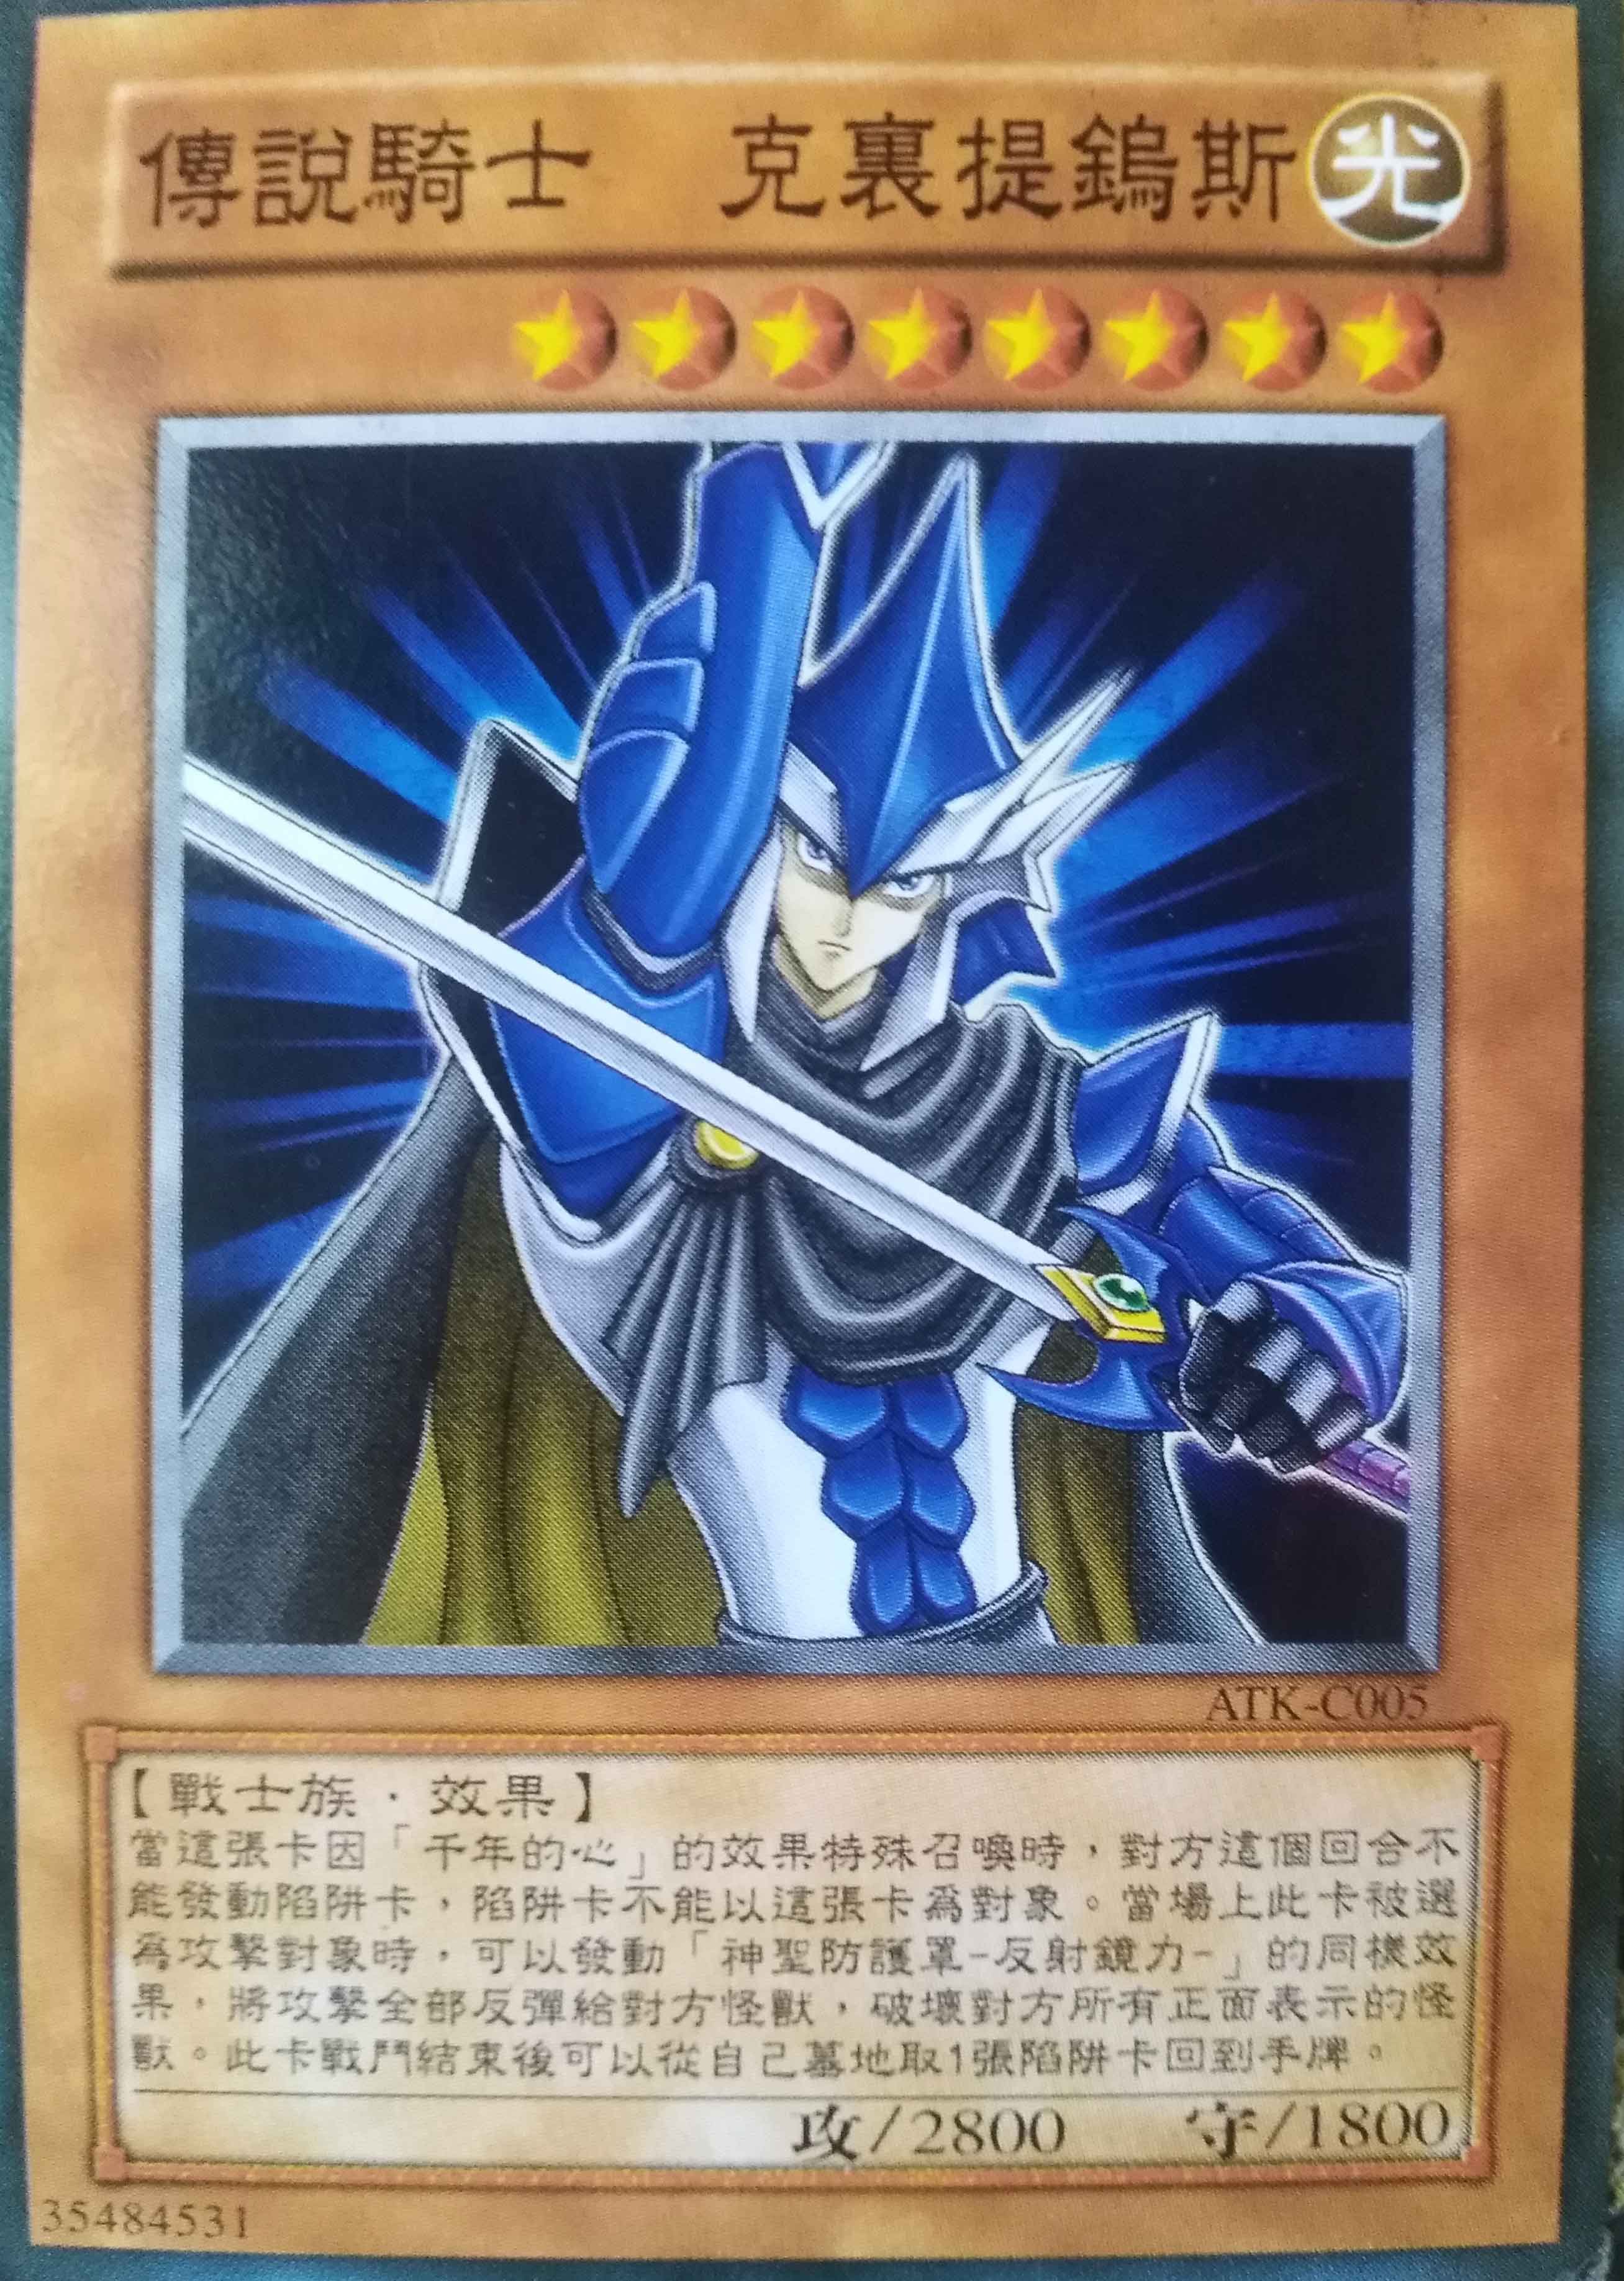 傳說騎士 克裏提鎢斯 光
ATK-C005
【戰士族．效果】
當這張卡因「千年的心」的效果特殊召喚時，對方這個回合不
能發動陷阱卡，陷阱卡不能以這張卡為對象。當場上此卡被選
為攻擊對象時，可以發動「神聖防護罩-反射鏡力-」的同樣效
果，將攻擊全部反彈給對方怪獸，破壞對方所有正面表示的怪
獸。此卡戰鬥結束後可以從自己墓地取1張陷阱卡回到手牌。
攻/2800 守/1800
35484531